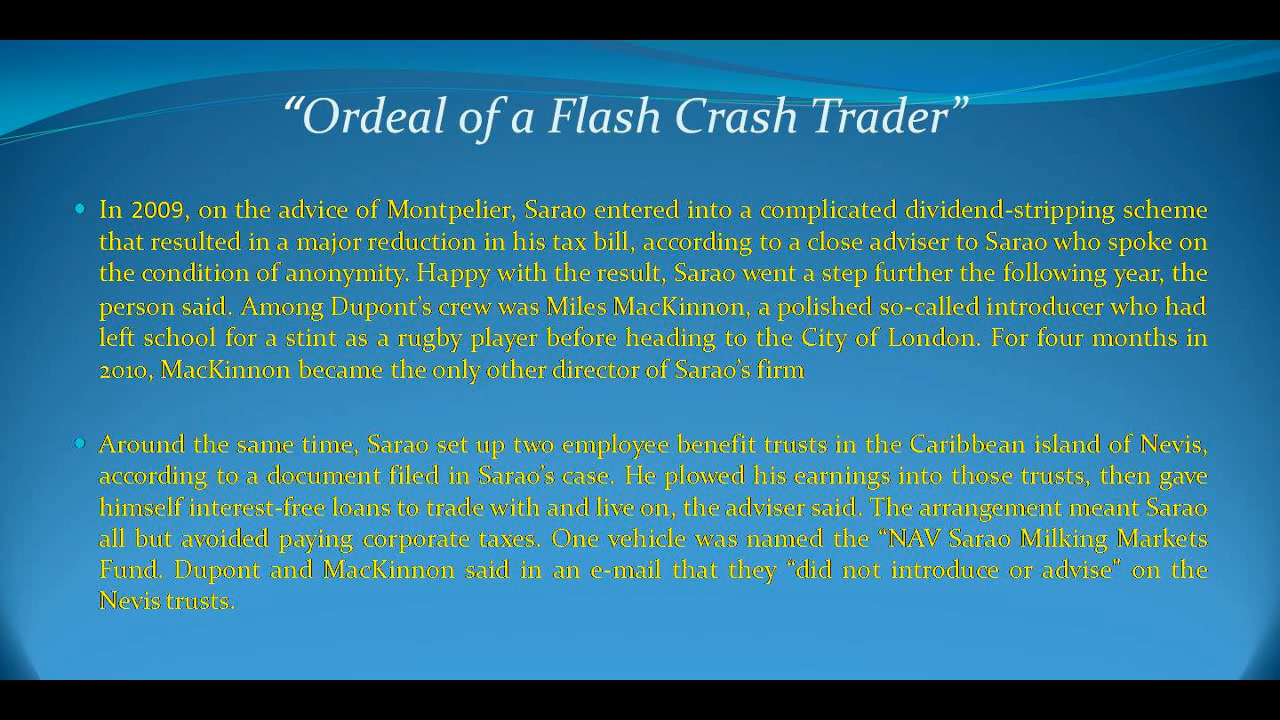 “Ordeal of a Flash Crash Trader”
• In 2009, on the advice of Montpelier, Sarao entered into a complicated dividend-stripping scheme
that resulted in a major reduction in his tax bill, according to a close adviser to Sarao who spoke on
the condition of anonymity. Happy with the result, Sarao went a step further the following year, the
person said. Among Dupont’s crew was Miles MacKinnon, a polished so-called introducer who had
left school for a stint as a rugby player before heading to the City of London. For four months in
2010, MacKinnon became the only other director of Sarao’s firm
• Around the same time, Sarao set up two employee benefit trusts in the Caribbean island of Nevis,
according to a document filed in Sarao’s case. He plowed his earnings into those trusts, then gave
himself interest-free loans to trade with and live on, the adviser said. The arrangement meant Sarao
all but avoided paying corporate taxes. One vehicle was named the “NAV Sarao Milking Markets
Fund. Dupont and MacKinnon said in an e-mail that they “did not introduce or advise” on the
Nevis trusts.